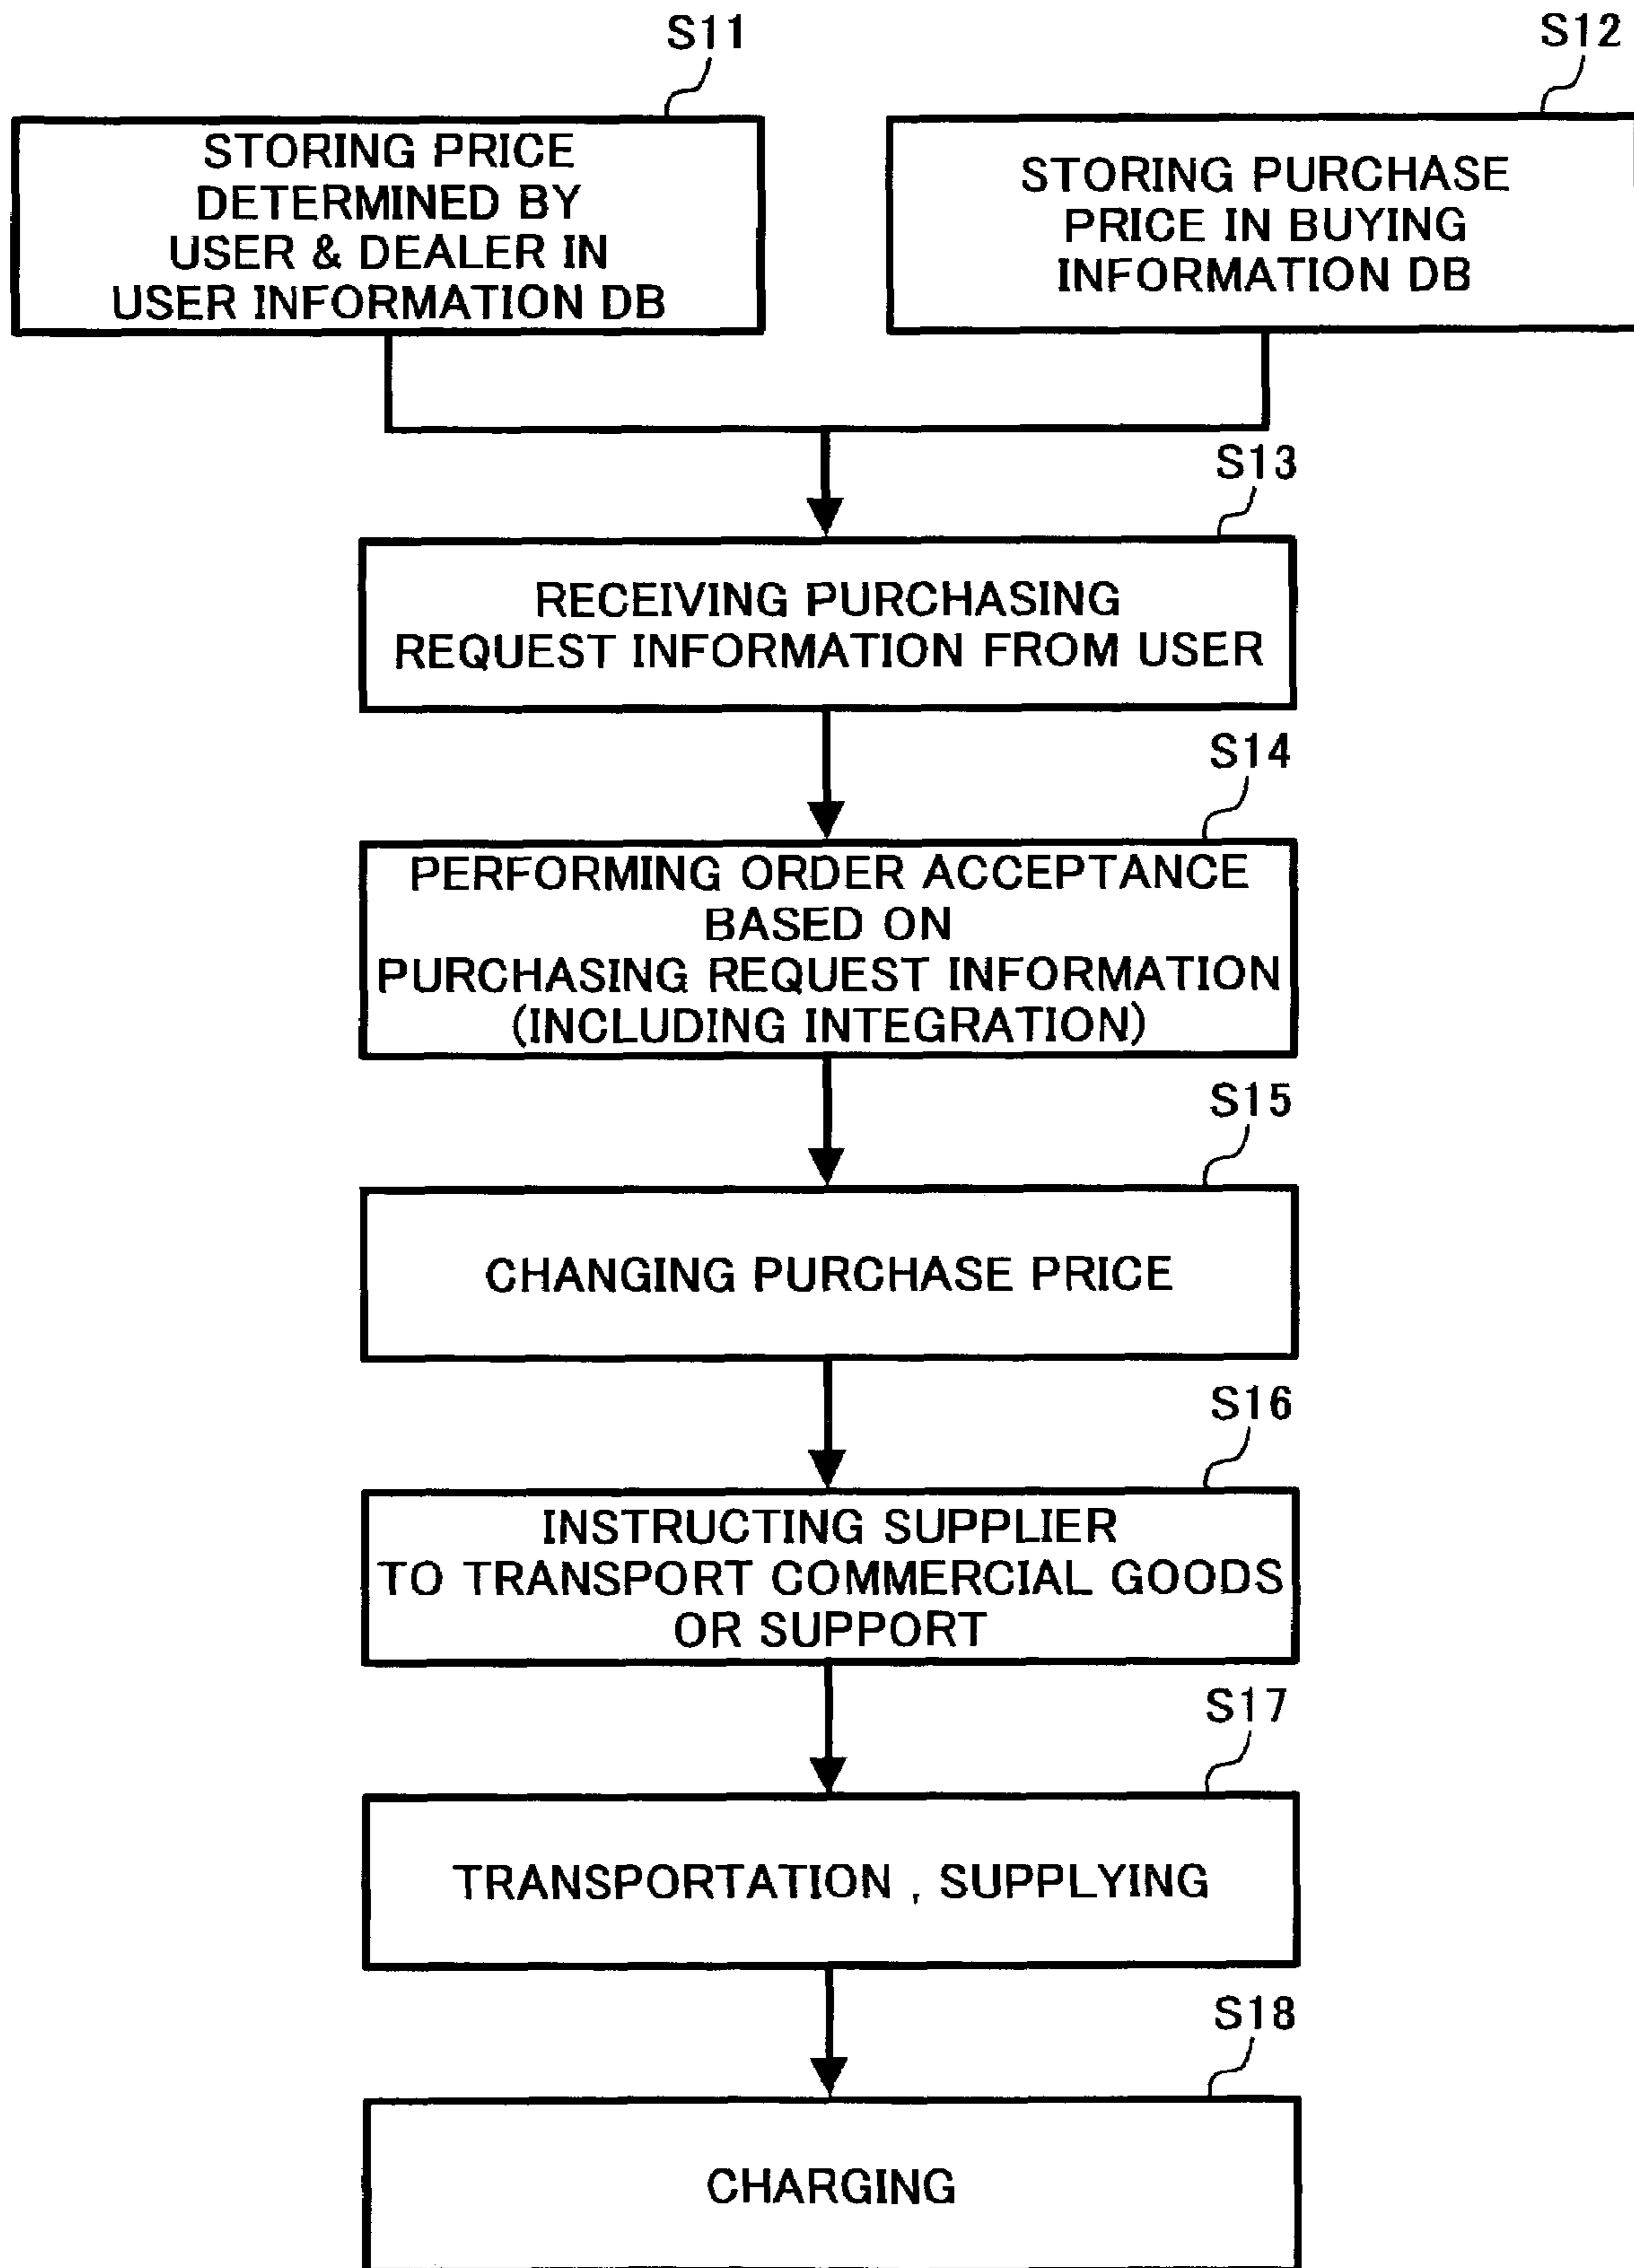 S11
STORING PRICE
DETERMINED BY
USER & DEALER IN
USER INFORMATION DB
S12
STORING PURCHASE
PRICE IN BUYING
INFORMATION DB
S13
RECEIVING PURCHASING
REQUEST INFORMATION FROM USER
S14
PERFORMING ORDER ACCEPTANCE
BASED ON
PURCHASING REQUEST INFORMATION
(INCLUDING INTEGRATION)
S15
CHANGING PURCHASE PRICE
S16
INSTRUCTING SUPPLIER
TO TRANSPORT COMMERCIAL GOODS
OR SUPPORT
S17
TRANSPORTATION , SUPPLYING
S18
CHARGING